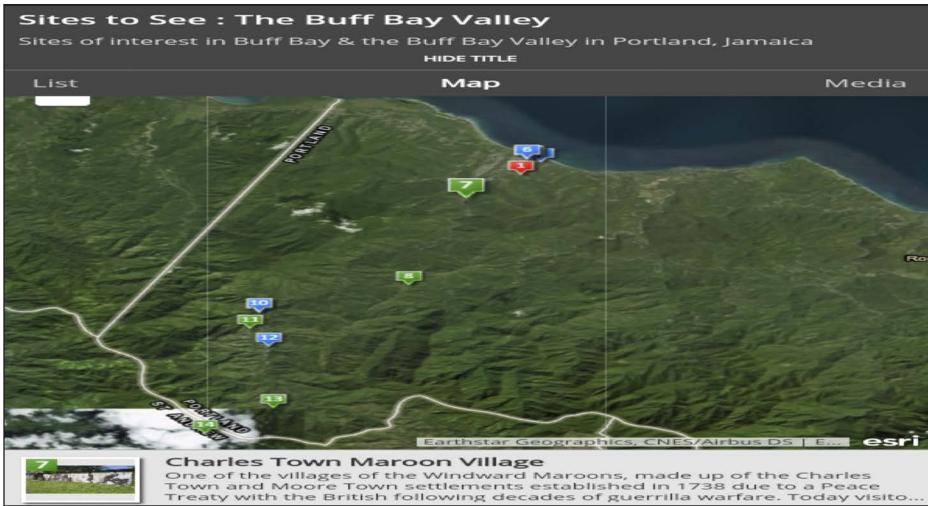 Sites to See : The Buff Bay Valley
Sites of interest in Buff Bay & the Buff Bay Valley in Portland, Jamaica
HIDE TITLE
List Map Media
PORTLAND
6
1
7
8
10
11
12
13
PORTLAND
14
Earthstar Geographics, CNES/Airbus DS | E... esri
7
Charles Town Maroon Village
One of the villages of the Windward Maroons, made up of the Charles
Town and Moore Town settlements established in 1738 due to a Peace
Treaty with the British following decades of guerrilla warfare. Today visito...